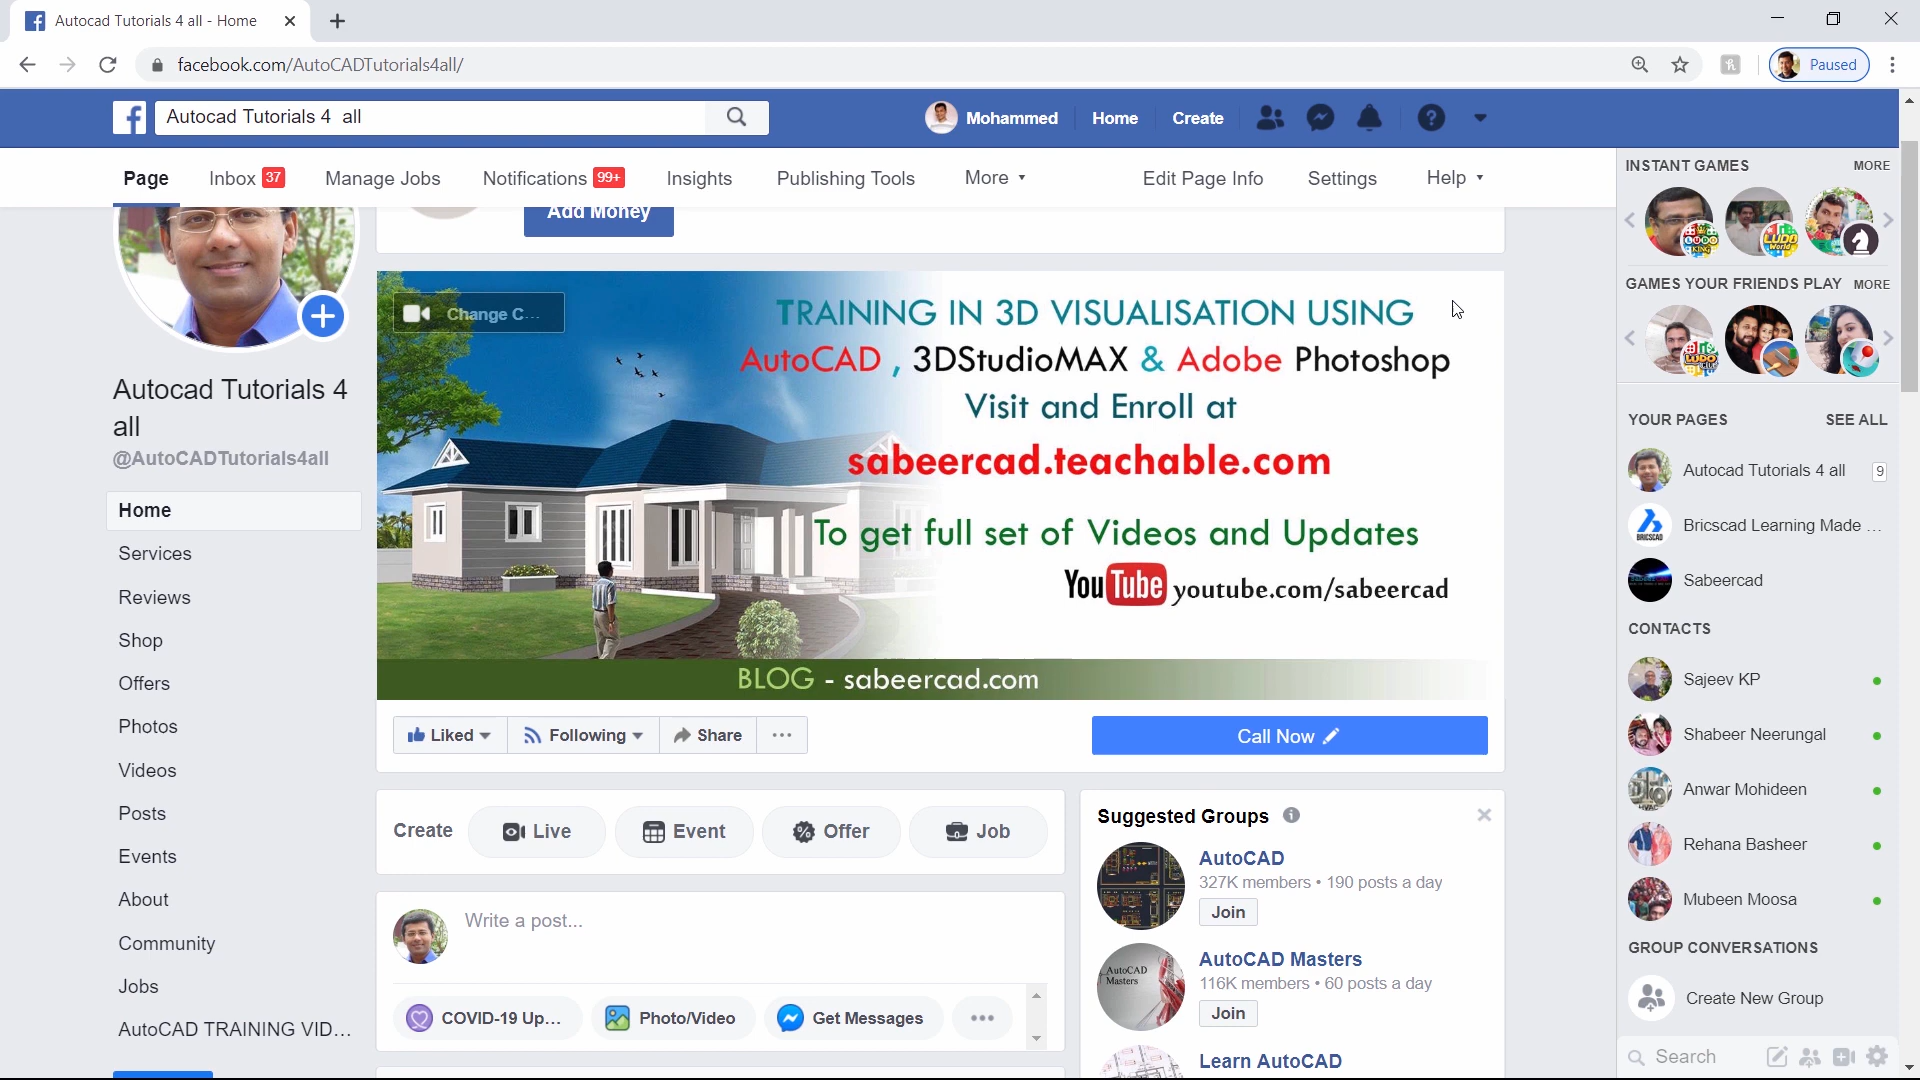 Autocad Tutorials 4 all - Home
facebook.com/AutoCADTutorials4all/
Paused
Autocad Tutorials 4 all
Mohammed
Home
Create
Page
Inbox 37
Manage Jobs
Notifications 99+
Insights
Publishing Tools
More
Edit Page Info
Settings
Help
Add Money
Autocad Tutorials 4
all
@AutoCADTutorials4all
Home
Services
Reviews
Shop
Offers
Photos
Videos
Posts
Events
About
Community
Jobs
AutoCAD TRAINING VID...
Change C...
TRAINING IN 3D VISUALISATION USING
AutoCAD , 3DStudioMAX & Adobe Photoshop
Visit and Enroll at
sabeercad.teachable.com
To get full set of Videos and Updates
YouTube youtube.com/sabeercad
BLOG - sabeercad.com
Liked
Following
Share
Call Now
Create
Live
Event
Offer
Job
Write a post...
COVID-19 Up...
Photo/Video
Get Messages
Suggested Groups
AutoCAD
327K members • 190 posts a day
Join
AutoCAD Masters
AutoCAD
Masters
116K members • 60 posts a day
Join
Learn AutoCAD
INSTANT GAMES
MORE
LUDO KING
LUDO World
GAMES YOUR FRIENDS PLAY
MORE
YOUR PAGES
SEE ALL
Autocad Tutorials 4 all 9
BRICSCAD
Bricscad Learning Made ...
Sabeercad
CONTACTS
Sajeev KP
Shabeer Neerungal
Anwar Mohideen
Rehana Basheer
Mubeen Moosa
GROUP CONVERSATIONS
Create New Group
Search